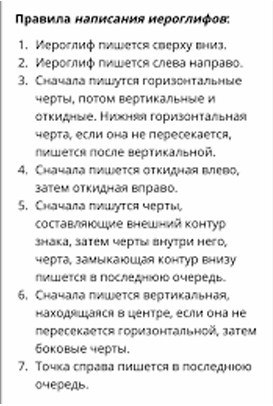 Правила написания иероглифов:
1. Иероглиф пишется сверху вниз.
2. Иероглиф пишется слева направо.
3. Сначала пишутся горизонтальные
черты, потом вертикальные и
откидные. Нижняя горизонтальная
черта, если она не пересекается,
пишется после вертикальной.
4. Сначала пишется откидная влево,
затем откидная вправо.
5. Сначала пишутся черты,
составляющие внешний контур
знака, затем черты внутри него,
черта, замыкающая контур внизу
пишется в последнюю очередь.
6. Сначала пишется вертикальная,
находящаяся в центре, если она не
пересекается горизонтальной, затем
боковые черты.
7. Точка справа пишется в последнюю
очередь.